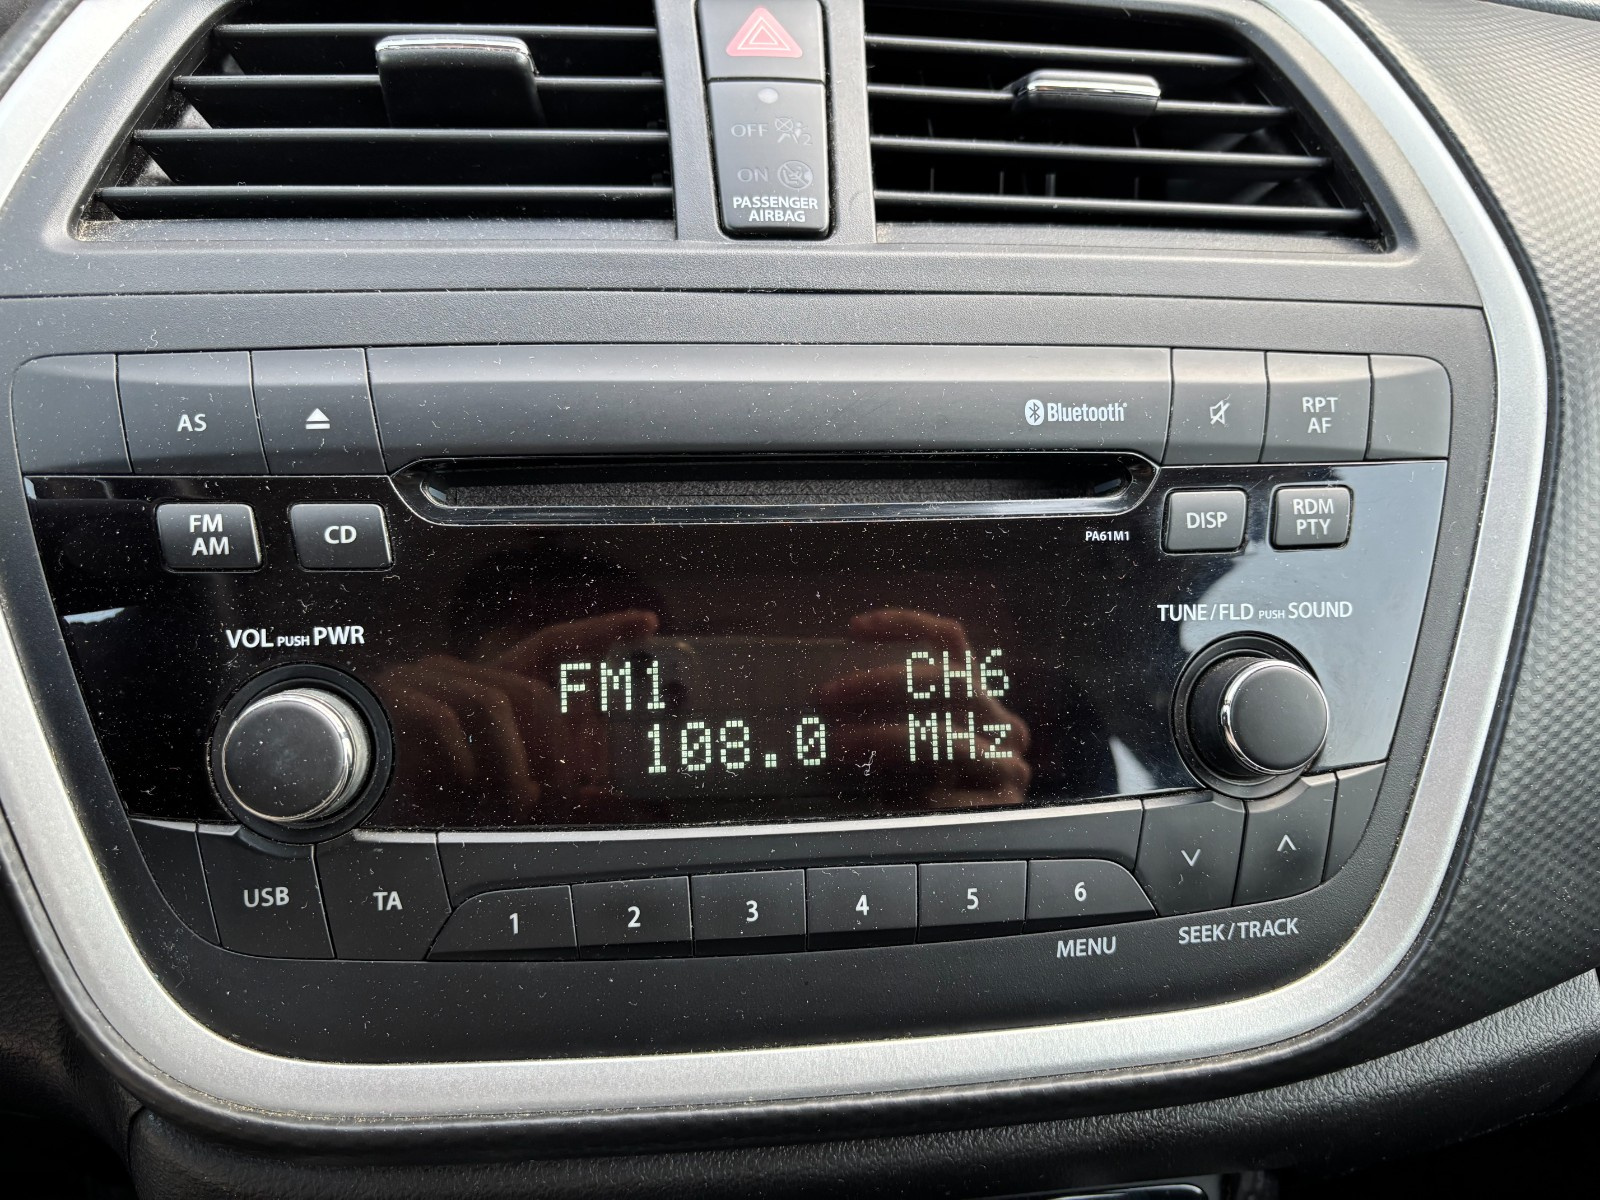 OFF
2
ON
PASSENGER
AIRBAG
AS
Bluetooth
RPT
AF
FM
AM
CD
PA61M1
DISP
RDM
PTY
VOL PUSH PWR
TUNE/FLD PUSH SOUND
FM1 CH6
108.0 MHz
USB
TA
1
2
3
4
5
6
MENU
SEEK/TRACK